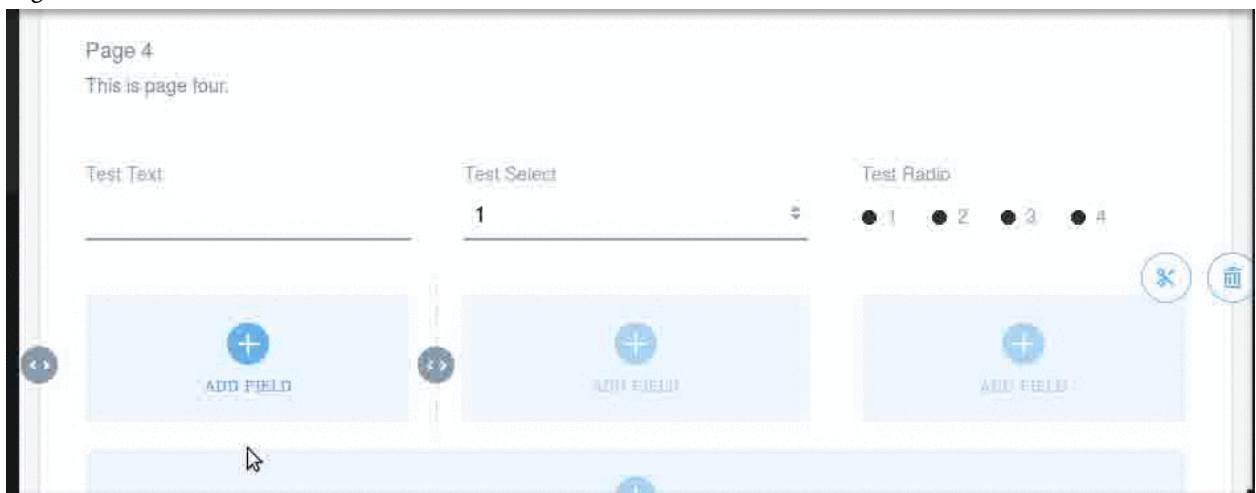 Page 4
This is page four.
Test Text
Test Select
Test Radio
1
1 2 3 4
ADD FIELD
ADD FIELD
ADD FIELD